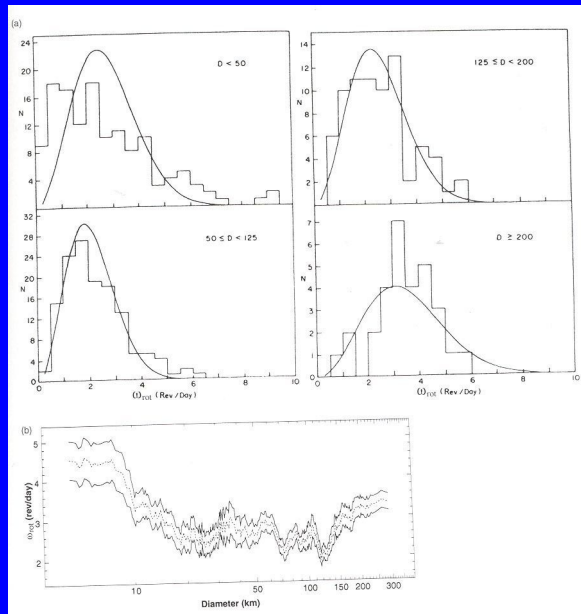 (a)
24
20
16
N
12
8
4
D < 50
14
12
10
8
N
6
4
2
125 ≤ D < 200
32
28
24
20
N
16
12
8
4
0
50 ≤ D < 125
0 2 4 6 8 10
ω_rot (Rev/Day)
7
6
5
N
4
3
2
1
0
D ≥ 200
0 2 4 6 8 10
ω_rot (Rev/Day)
(b)
5
4
3
2
ω_rot (rev/day)
10 50 100 150 200 300
Diameter (km)